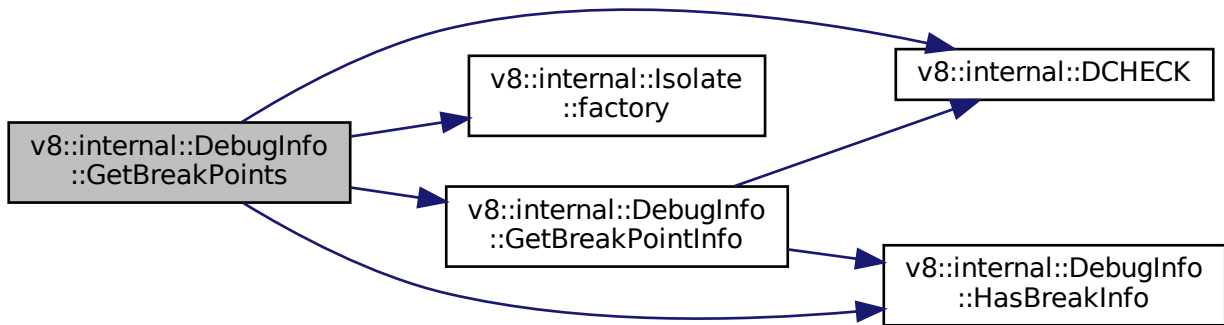 v8::internal::DebugInfo
::GetBreakPoints
v8::internal::Isolate
::factory
v8::internal::DebugInfo
::GetBreakPointInfo
v8::internal::DCHECK
v8::internal::DebugInfo
::HasBreakInfo